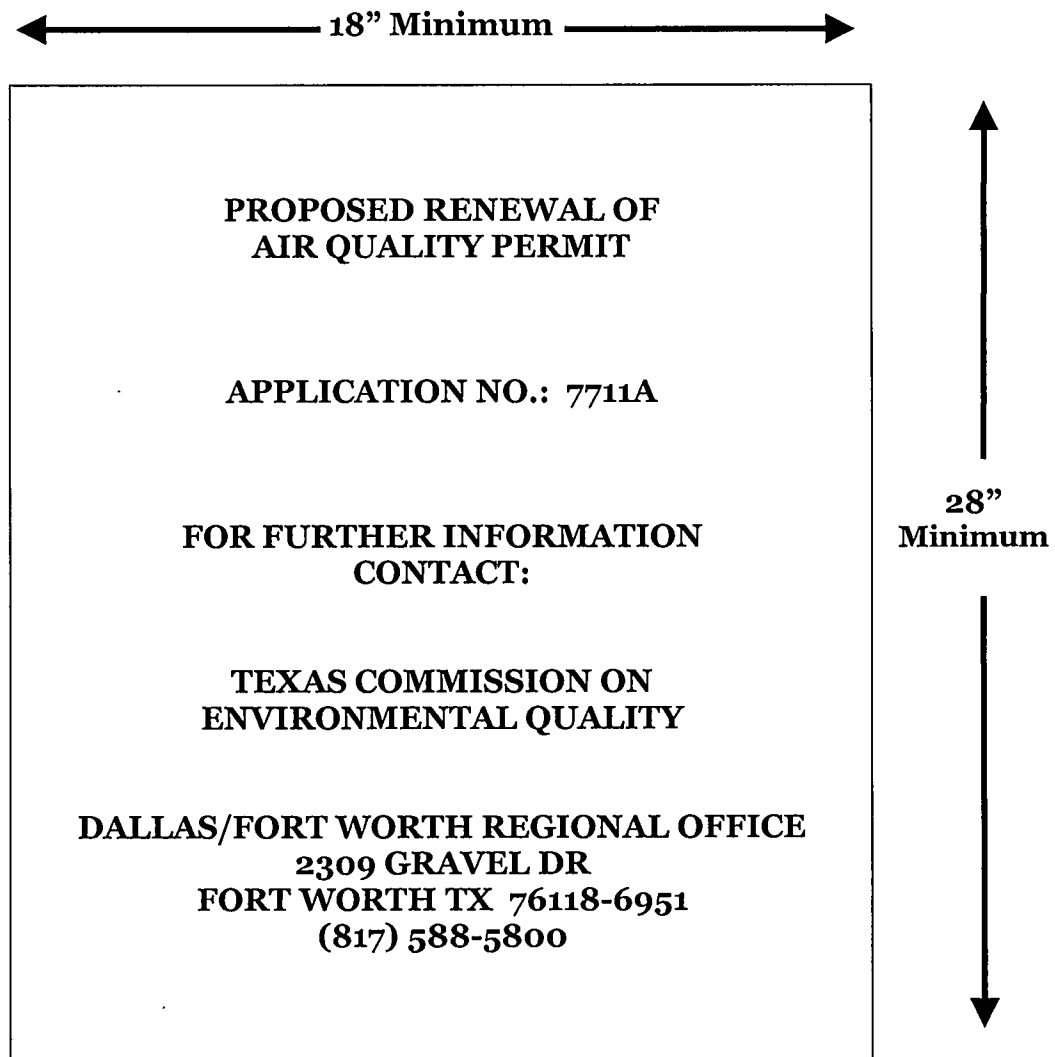 18” Minimum
PROPOSED RENEWAL OF
AIR QUALITY PERMIT
APPLICATION NO.: 7711A
FOR FURTHER INFORMATION
CONTACT:
TEXAS COMMISSION ON
ENVIRONMENTAL QUALITY
DALLAS/FORT WORTH REGIONAL OFFICE
2309 GRAVEL DR
FORT WORTH TX 76118-6951
(817) 588-5800
28”
Minimum